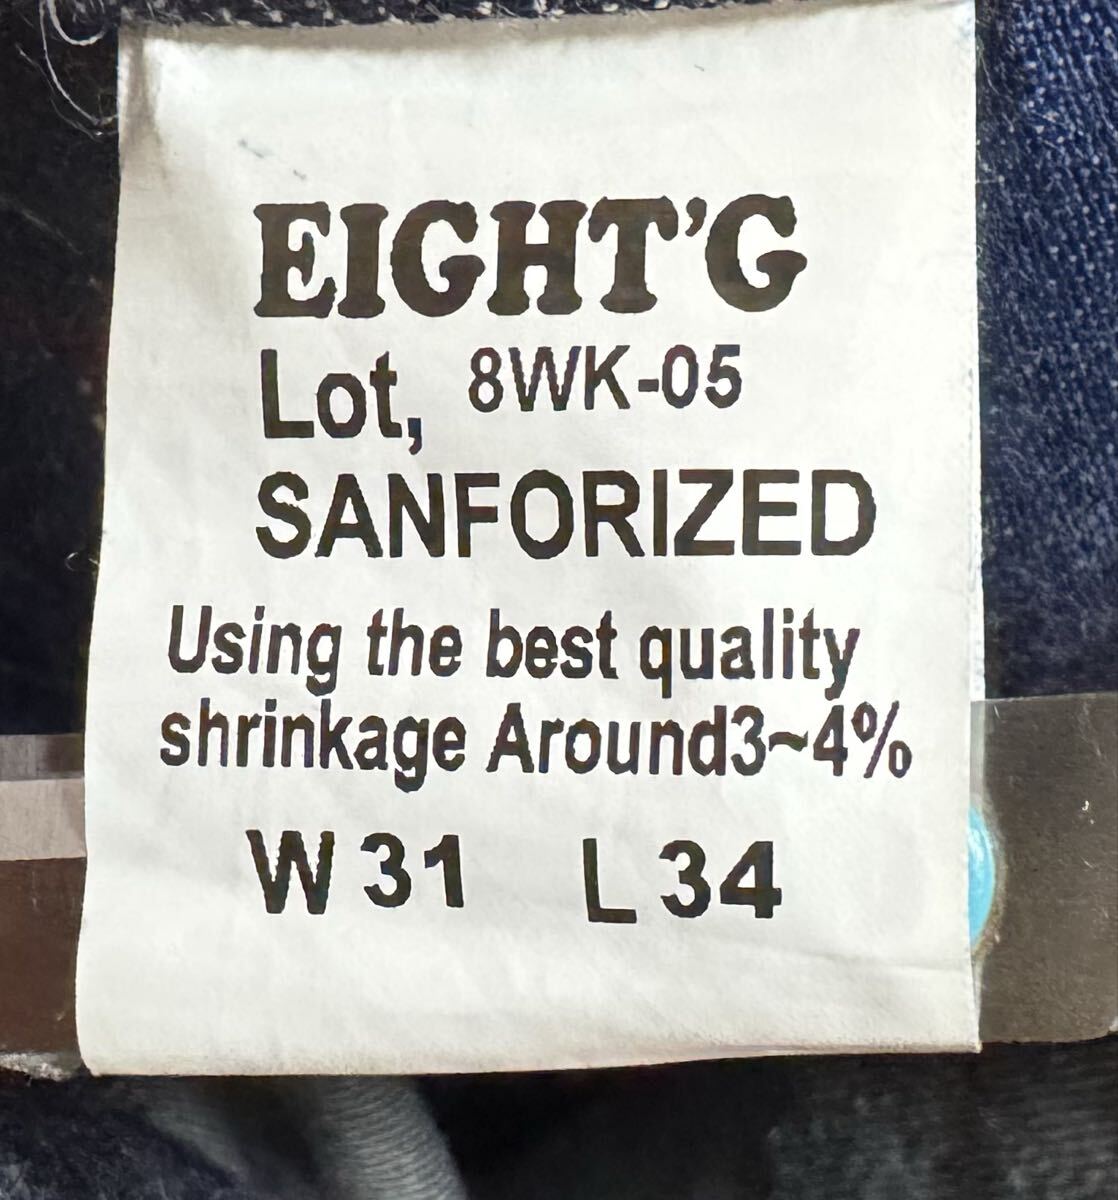 EIGHT'G
Lot, 8WK-05
SANFORIZED
Using the best quality
shrinkage Around3~4%
W 31 L 34